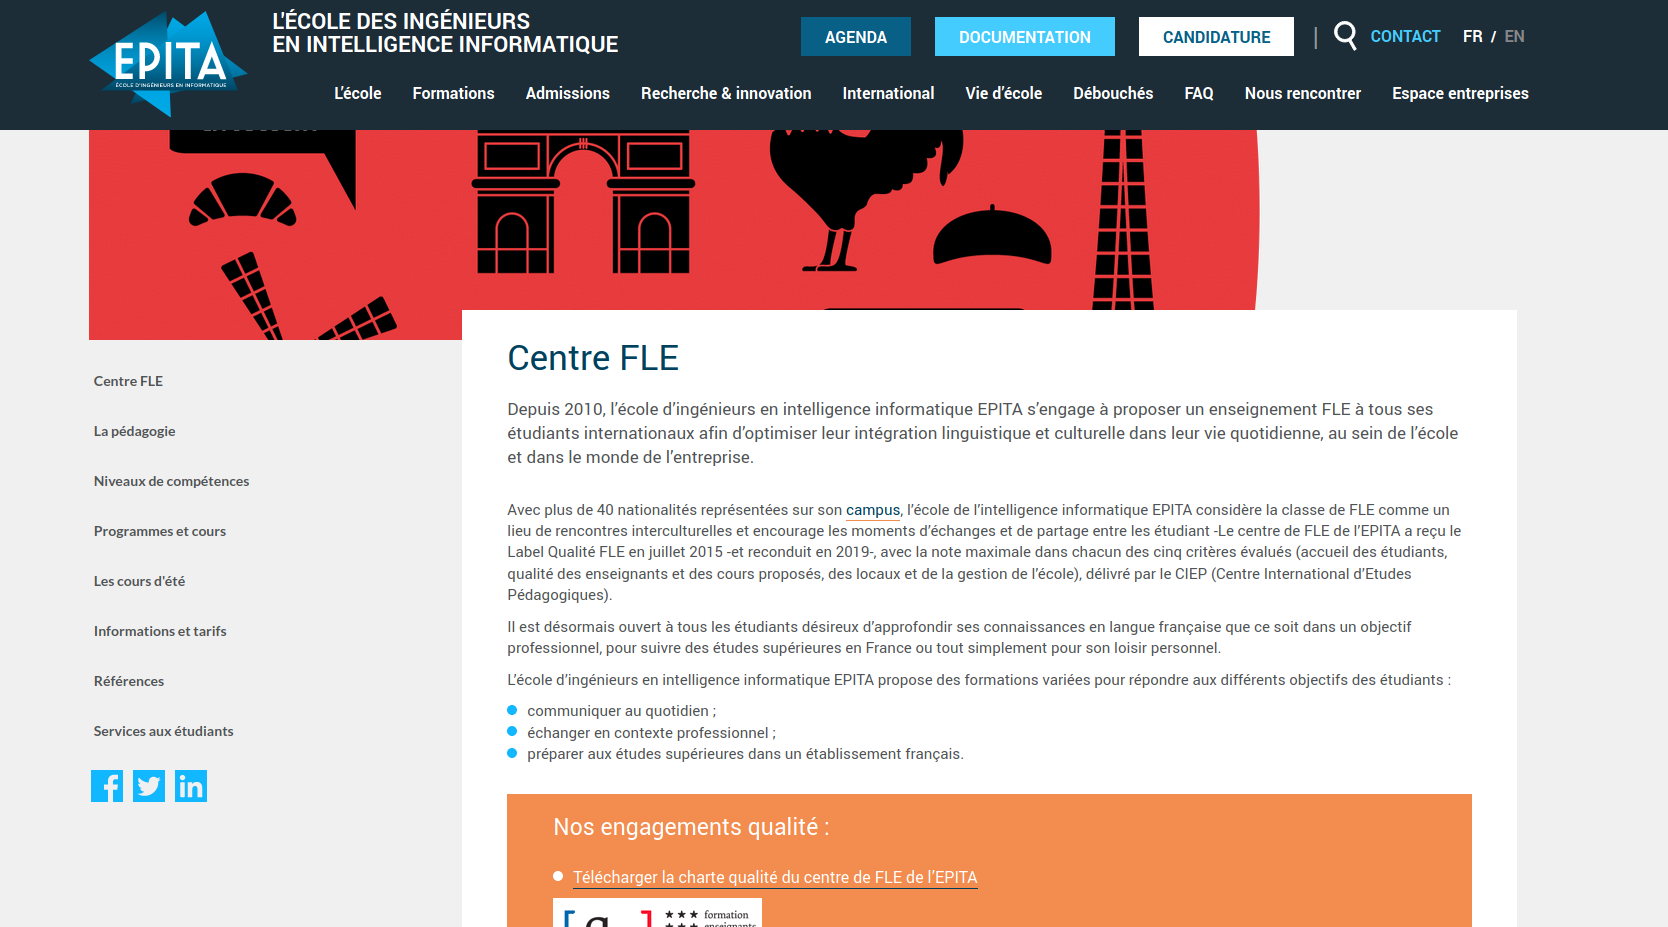 EPITA
ÉCOLE D'INGÉNIEURS EN INFORMATIQUE
L'ÉCOLE DES INGÉNIEURS
EN INTELLIGENCE INFORMATIQUE
AGENDA
DOCUMENTATION
CANDIDATURE
|
CONTACT
FR / EN
L'école
Formations
Admissions
Recherche & innovation
International
Vie d'école
Débouchés
FAQ
Nous rencontrer
Espace entreprises
Centre FLE
La pédagogie
Niveaux de compétences
Programmes et cours
Les cours d'été
Informations et tarifs
Références
Services aux étudiants
Centre FLE
Depuis 2010, l’école d’ingénieurs en intelligence informatique EPITA s’engage à proposer un enseignement FLE à tous ses
étudiants internationaux afin d’optimiser leur intégration linguistique et culturelle dans leur vie quotidienne, au sein de l’école
et dans le monde de l’entreprise.
Avec plus de 40 nationalités représentées sur son campus, l’école de l’intelligence informatique EPITA considère la classe de FLE comme un
lieu de rencontres interculturelles et encourage les moments d’échanges et de partage entre les étudiant -Le centre de FLE de l’EPITA a reçu le
Label Qualité FLE en juillet 2015 -et reconduit en 2019-, avec la note maximale dans chacun des cinq critères évalués (accueil des étudiants,
qualité des enseignants et des cours proposés, des locaux et de la gestion de l’école), délivré par le CIEP (Centre International d’Etudes
Pédagogiques).
Il est désormais ouvert à tous les étudiants désireux d’approfondir ses connaissances en langue française que ce soit dans un objectif
professionnel, pour suivre des études supérieures en France ou tout simplement pour son loisir personnel.
L’école d’ingénieurs en intelligence informatique EPITA propose des formations variées pour répondre aux différents objectifs des étudiants :
communiquer au quotidien ;
échanger en contexte professionnel ;
préparer aux études supérieures dans un établissement français.
Nos engagements qualité :
Télécharger la charte qualité du centre de FLE de l’EPITA
formation